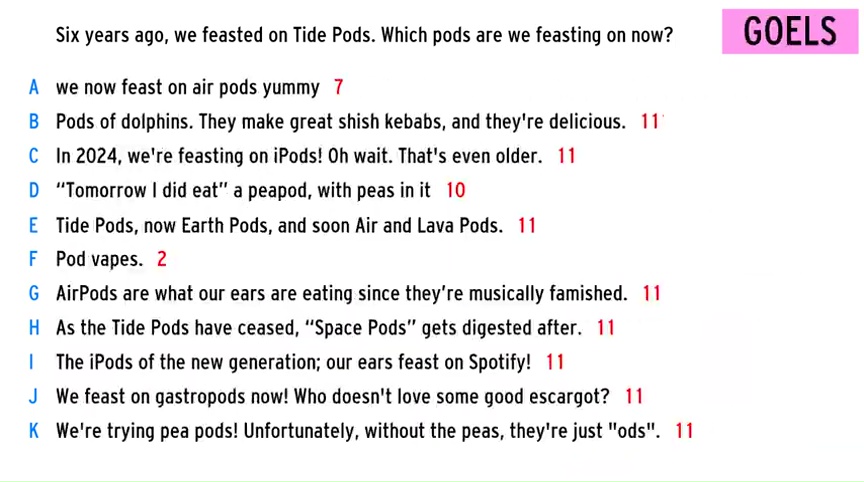 Six years ago, we feasted on Tide Pods. Which pods are we feasting on now?
GOELS
A we now feast on air pods yummy 7
B Pods of dolphins. They make great shish kebabs, and they're delicious. 11
C In 2024, we're feasting on iPods! Oh wait. That's even older. 11
D “Tomorrow I did eat” a peapod, with peas in it 10
E Tide Pods, now Earth Pods, and soon Air and Lava Pods. 11
F Pod vapes. 2
G AirPods are what our ears are eating since they’re musically famished. 11
H As the Tide Pods have ceased, “Space Pods” gets digested after. 11
I The iPods of the new generation; our ears feast on Spotify! 11
J We feast on gastropods now! Who doesn't love some good escargot? 11
K We're trying pea pods! Unfortunately, without the peas, they're just "ods". 11